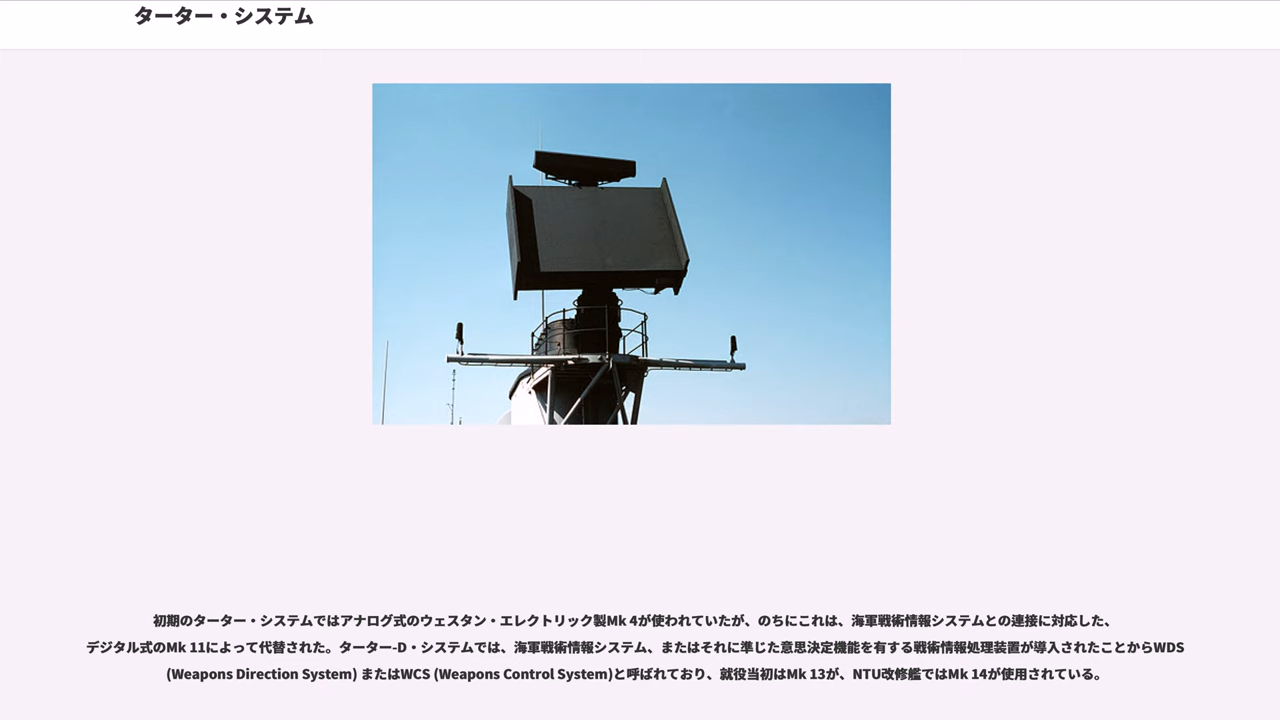 ターター・システム
初期のターター・システムではアナログ式のウェスタン・エレクトリック製Mk 4が使われていたが、のちにこれは、海軍戦術情報システムとの連接に対応した、
デジタル式のMk 11によって代替された。ターター-D・システムでは、海軍戦術情報システム、またはそれに準じた意思決定機能を有する戦術情報処理装置が導入されたことからWDS
(Weapons Direction System) またはWCS (Weapons Control System)と呼ばれており、就役当初はMk 13が、NTU改修艦ではMk 14が使用されている。